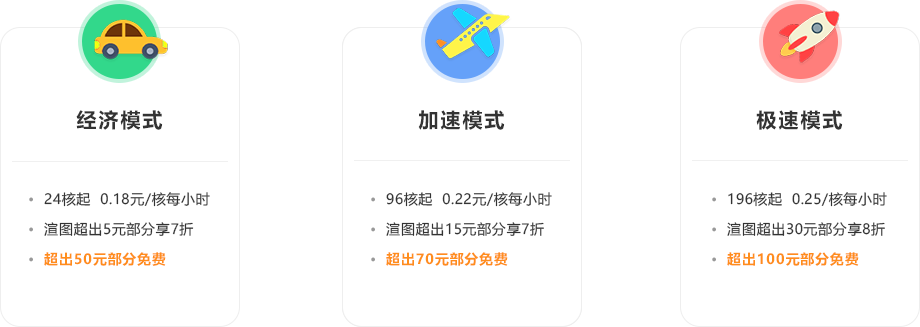 经济模式
24核起 0.18元/核每小时
渲图超出5元部分享7折
超出50元部分免费
加速模式
96核起 0.22元/核每小时
渲图超出15元部分享7折
超出70元部分免费
极速模式
196核起 0.25/核每小时
渲图超出30元部分享8折
超出100元部分免费